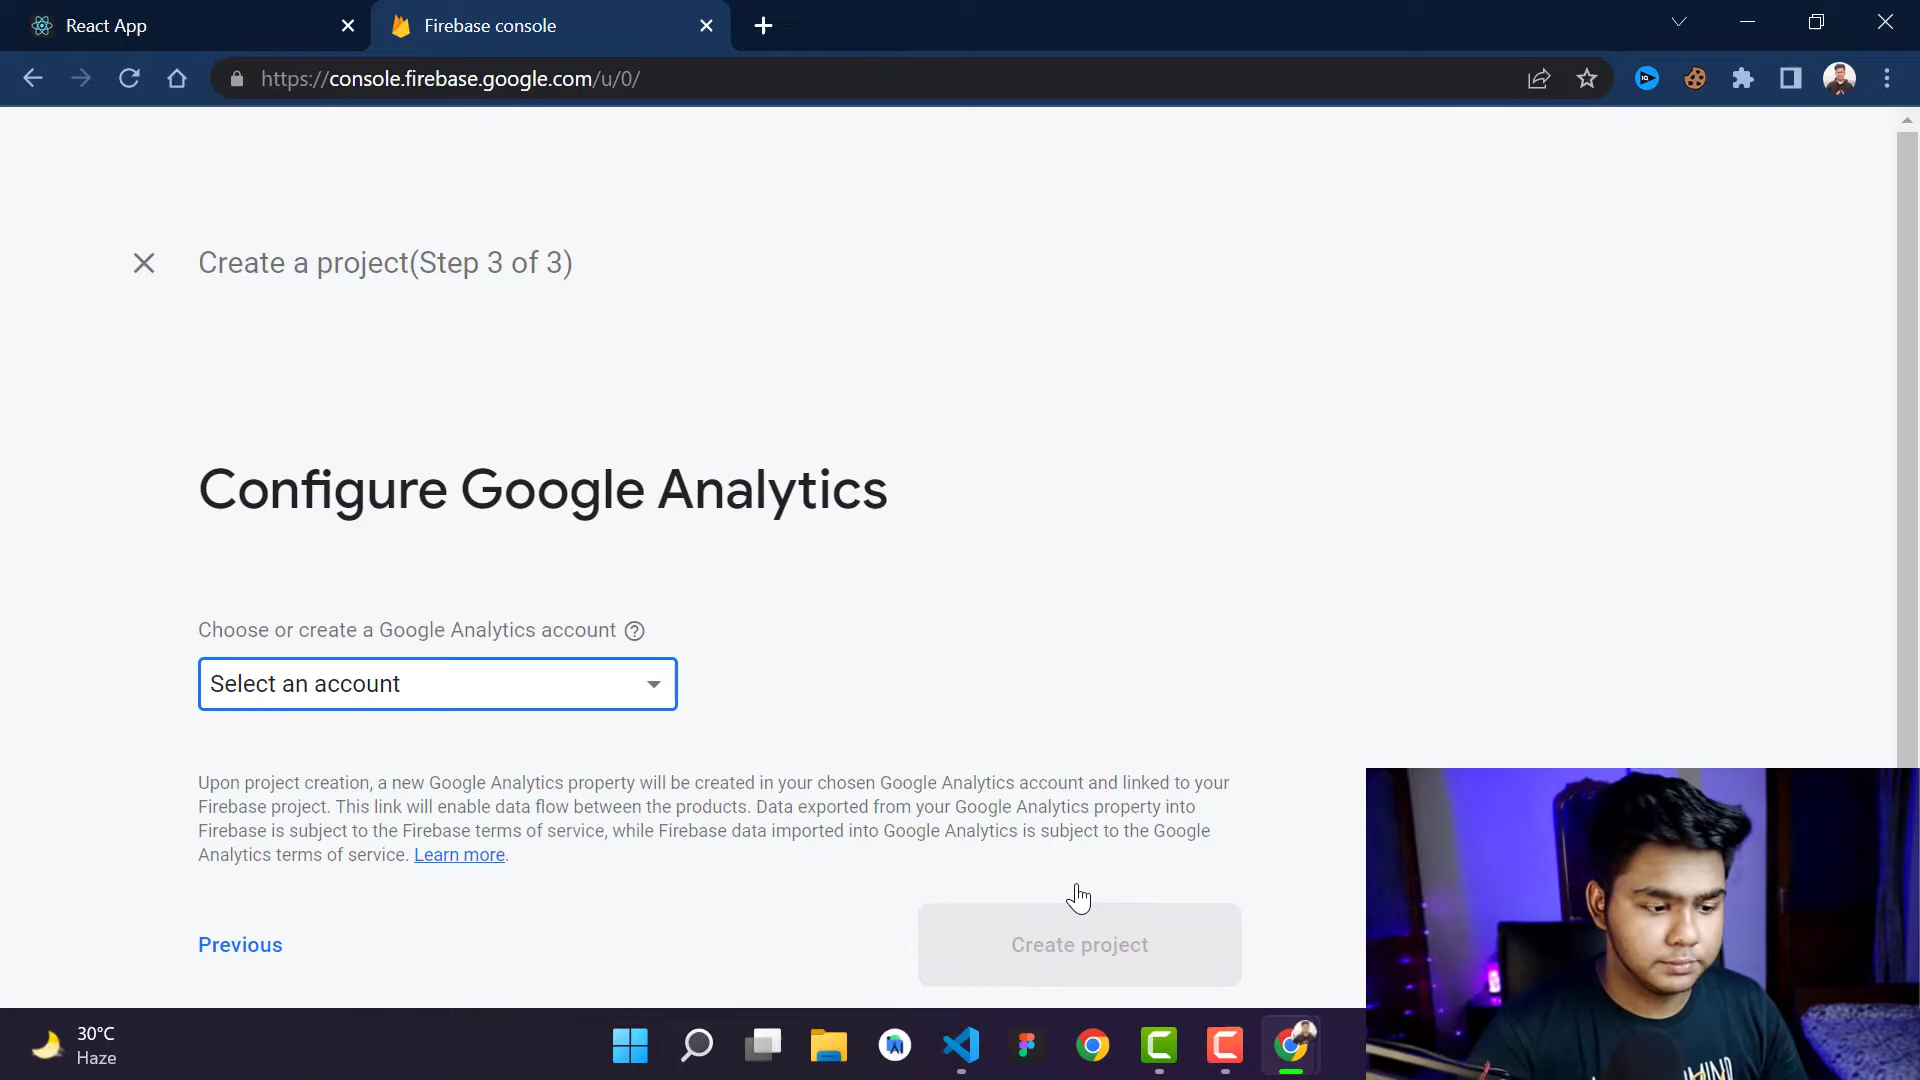 React App
Firebase console
https://console.firebase.google.com/u/0/
Create a project(Step 3 of 3)
Configure Google Analytics
Choose or create a Google Analytics account
Select an account
Upon project creation, a new Google Analytics property will be created in your chosen Google Analytics account and linked to your
Firebase project. This link will enable data flow between the products. Data exported from your Google Analytics property into
Firebase is subject to the Firebase terms of service, while Firebase data imported into Google Analytics is subject to the Google
Analytics terms of service. Learn more.
Previous
Create project
30°C
Haze